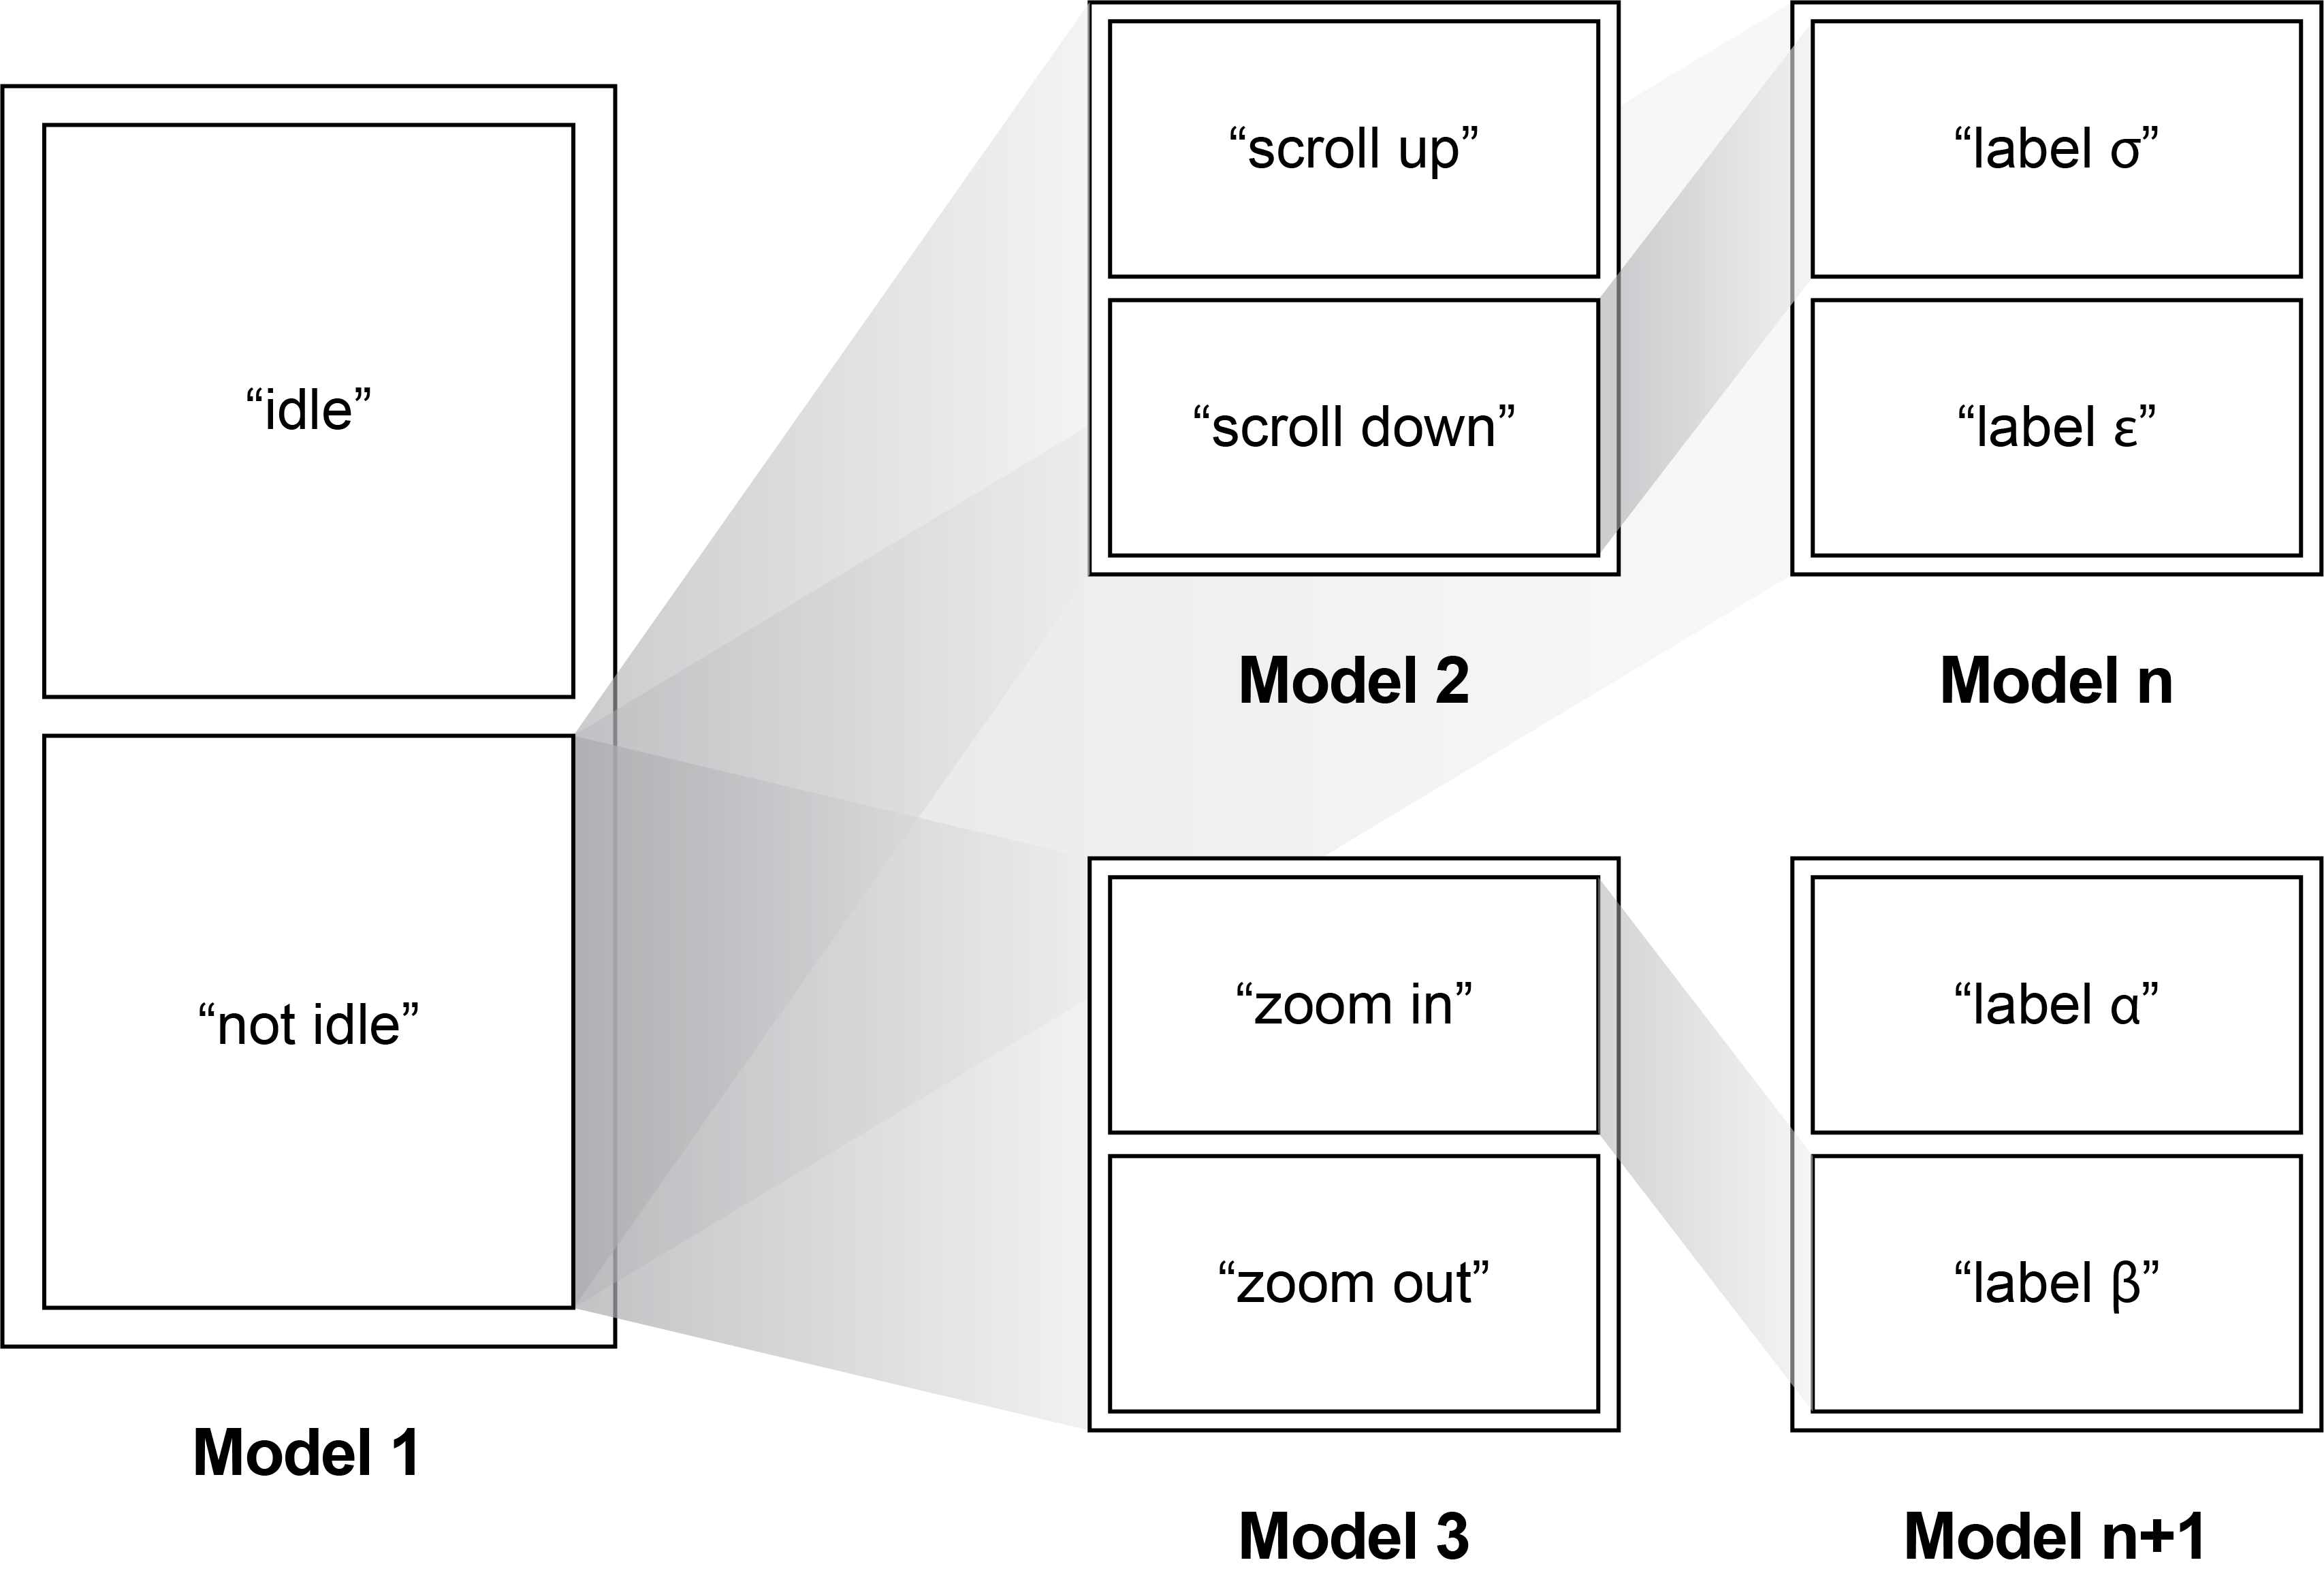 “idle”
“not idle”
Model 1
“scroll up”
“scroll down”
Model 2
“zoom in”
“zoom out”
Model 3
“label σ”
“label ε”
Model n
“label α”
“label β”
Model n+1